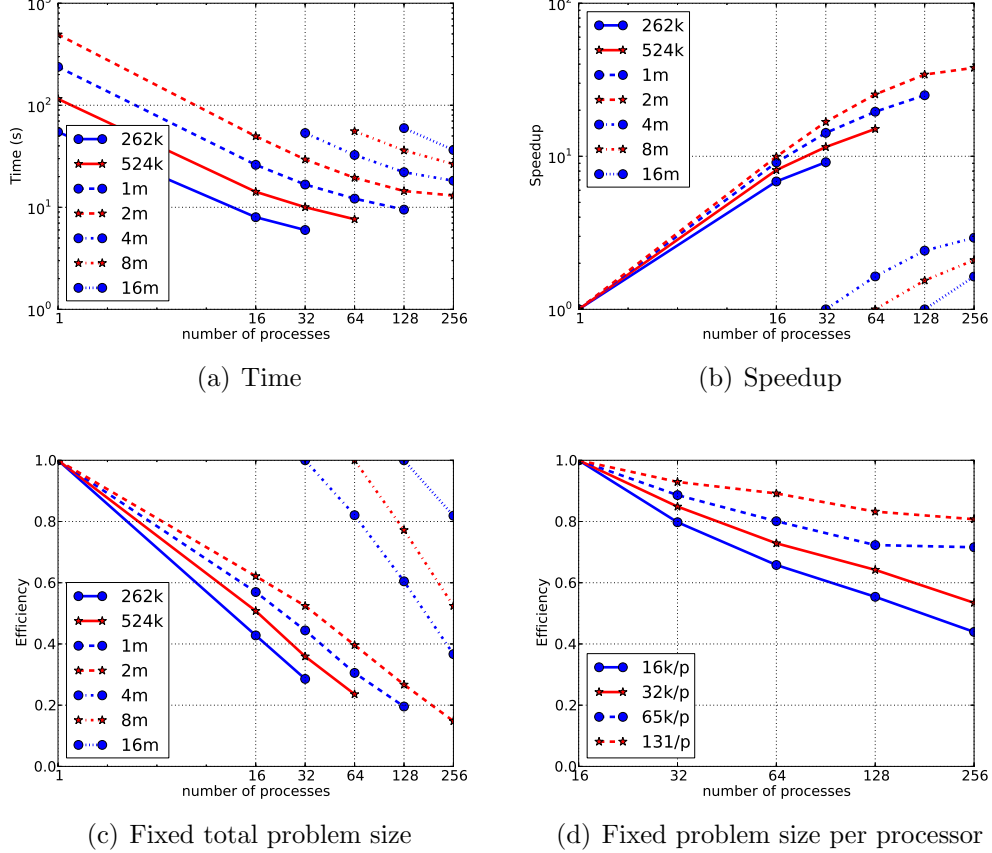 10^3
10^2
10^1
10^0
Time (s)
262k
524k
1m
2m
4m
8m
16m
1 16 32 64 128 256
number of processes
(a) Time
10^2
10^1
10^0
Speedup
262k
524k
1m
2m
4m
8m
16m
1 16 32 64 128 256
number of processes
(b) Speedup
1.0
0.8
0.6
0.4
0.2
0.0
Efficiency
262k
524k
1m
2m
4m
8m
16m
1 16 32 64 128 256
number of processes
(c) Fixed total problem size
1.0
0.8
0.6
0.4
0.2
0.0
Efficiency
16k/p
32k/p
65k/p
131/p
16 32 64 128 256
number of processes
(d) Fixed problem size per processor